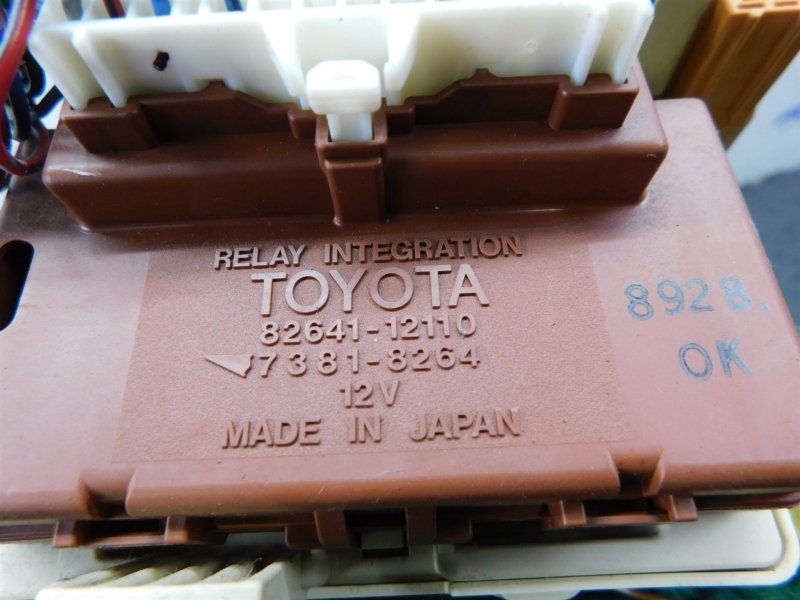 RELAY INTEGRATION
TOYOTA
82641-12110
7381-8264
12V
MADE IN JAPAN
8928.
OK